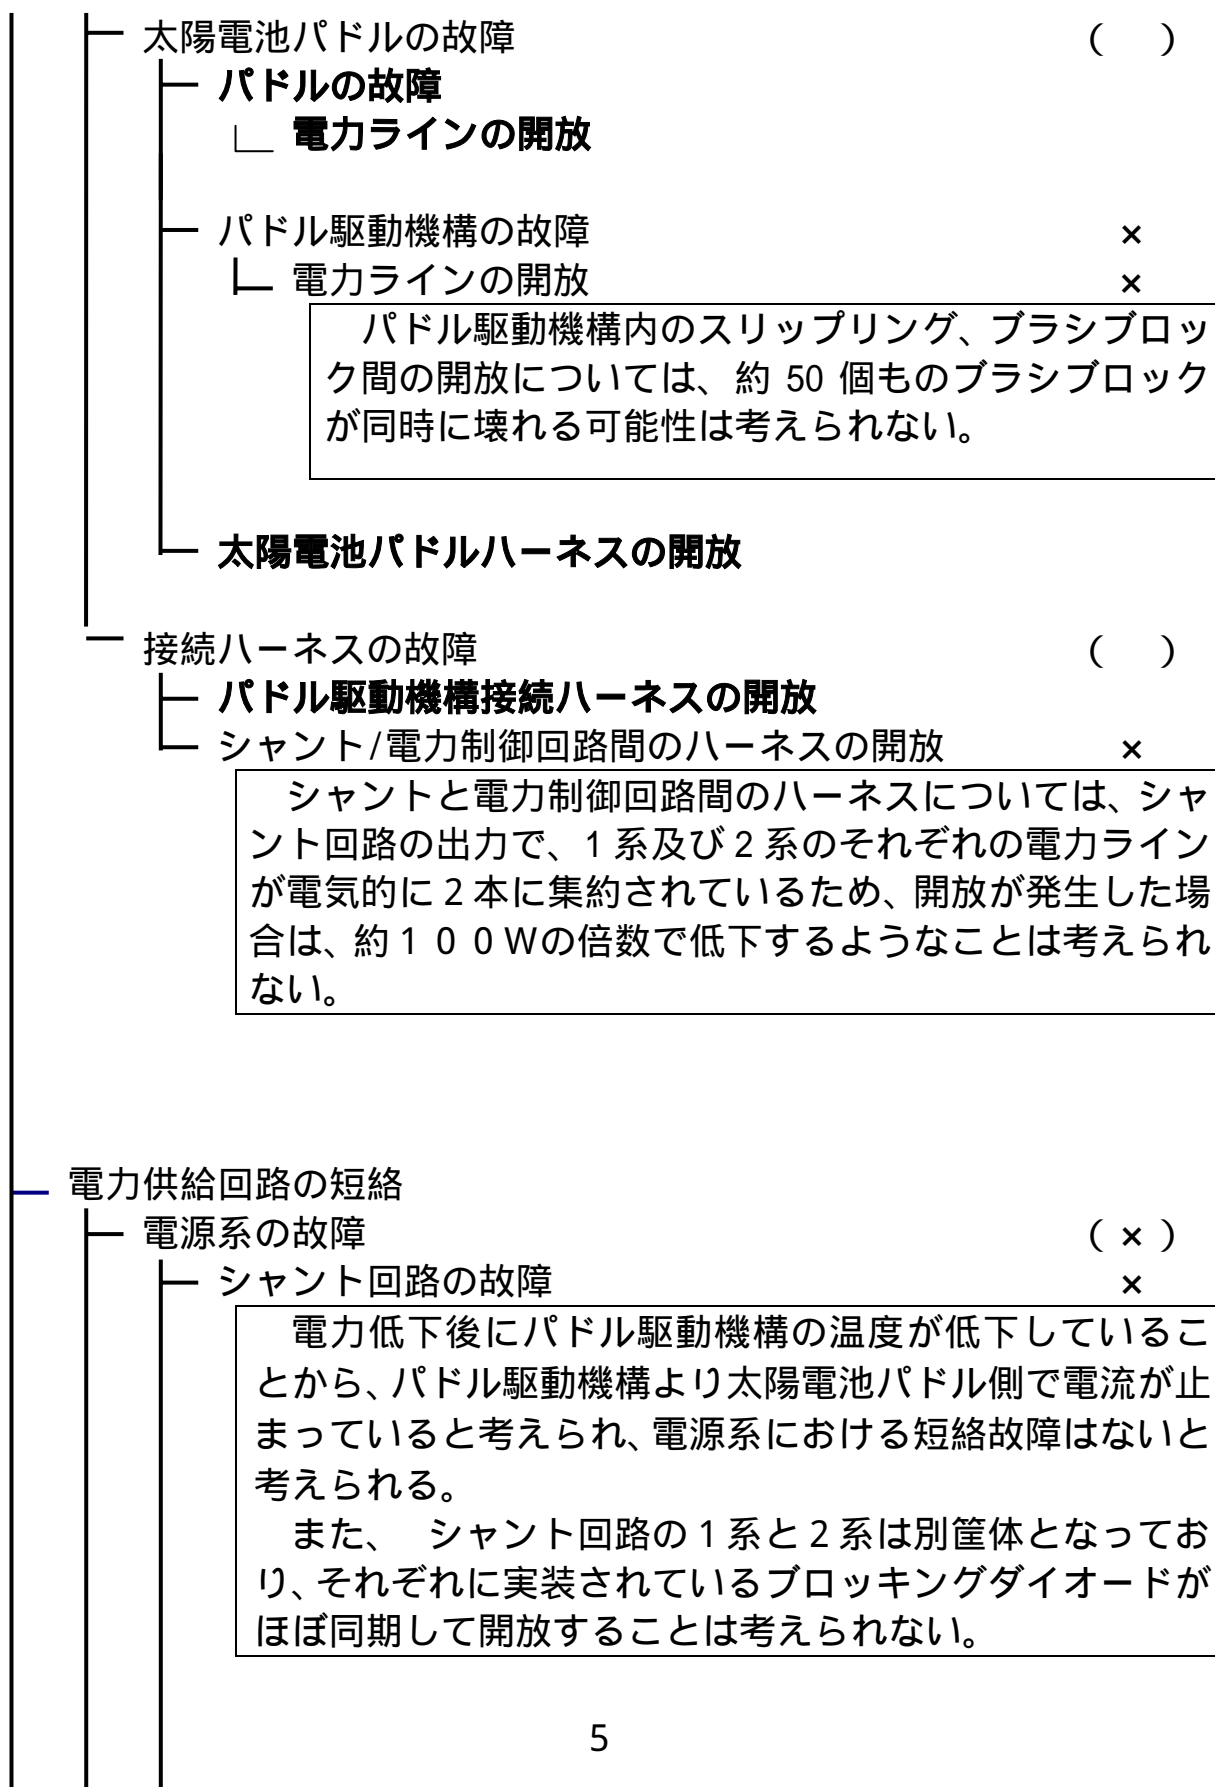 太陽電池パドルの故障 (　)
パドルの故障
電力ラインの開放
パドル駆動機構の故障 ×
電力ラインの開放 ×
パドル駆動機構内のスリップリング、ブラシブロッ
ク間の開放については、約 50 個ものブラシブロック
が同時に壊れる可能性は考えられない。
太陽電池パドルハーネスの開放
接続ハーネスの故障 (　)
パドル駆動機構接続ハーネスの開放
シャント/電力制御回路間のハーネスの開放 ×
シャントと電力制御回路間のハーネスについては、シャ
ント回路の出力で、1系及び2系のそれぞれの電力ライン
が電気的に2本に集約されているため、開放が発生した場
合は、約100Wの倍数で低下するようなことは考えられ
ない。
電力供給回路の短絡
電源系の故障 (×)
シャント回路の故障 ×
電力低下後にパドル駆動機構の温度が低下しているこ
とから、パドル駆動機構より太陽電池パドル側で電流が止
まっていると考えられ、電源系における短絡故障はないと
考えられる。
また、　シャント回路の1系と2系は別筐体となってお
り、それぞれに実装されているブロッキングダイオードが
ほぼ同期して開放することは考えられない。
5